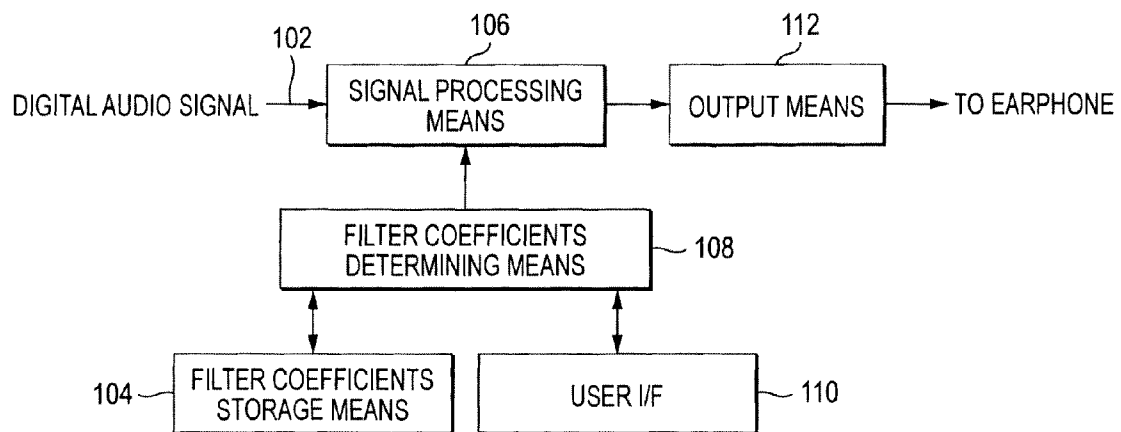 106
112
102
DIGITAL AUDIO SIGNAL
SIGNAL PROCESSING
MEANS
OUTPUT MEANS
TO EARPHONE
FILTER COEFFICIENTS
DETERMINING MEANS
108
104
FILTER COEFFICIENTS
STORAGE MEANS
USER I/F
110